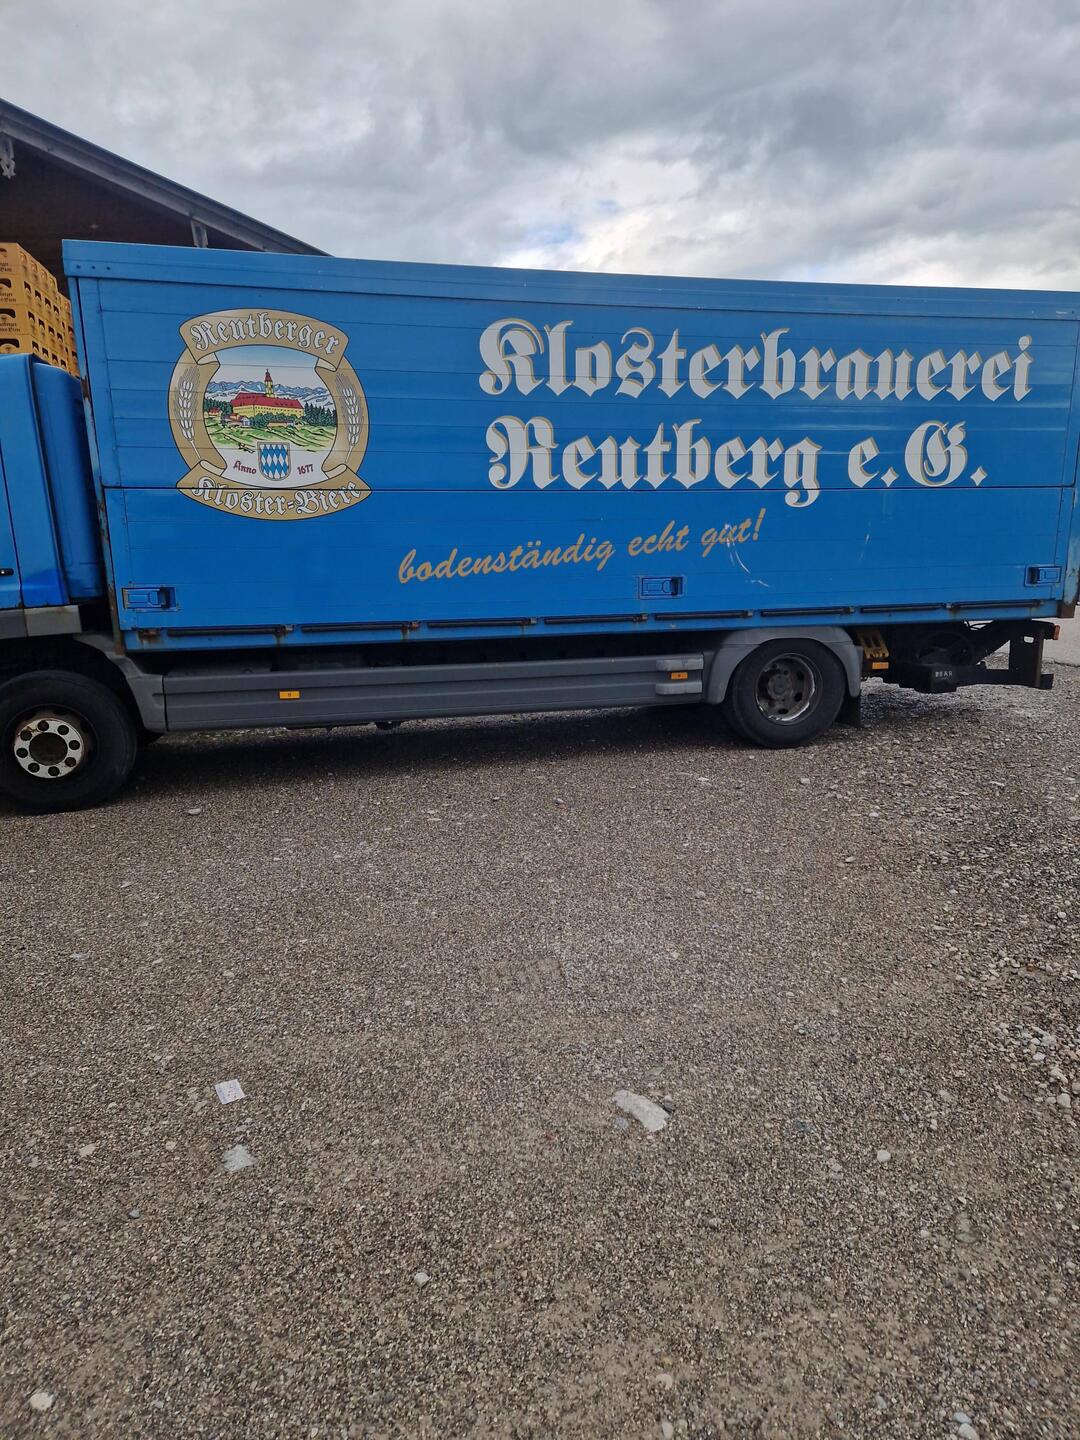 Reutberger
Anno 1677
Kloster-Biere
Klosterbrauerei
Reutberg e.G.
bodenständig echt gut!